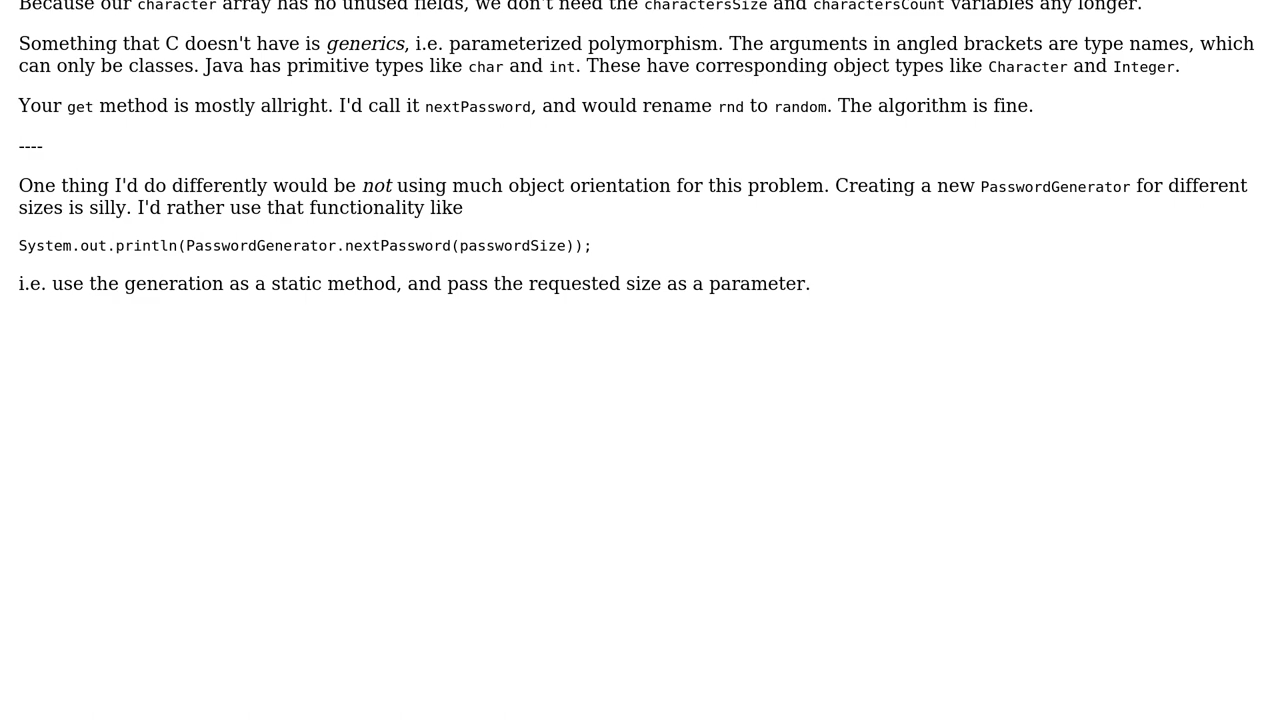 Because our character array has no unused fields, we don't need the charactersSize and charactersCount variables any longer.
Something that C doesn't have is generics, i.e. parameterized polymorphism. The arguments in angled brackets are type names, which
can only be classes. Java has primitive types like char and int. These have corresponding object types like Character and Integer.
Your get method is mostly allright. I'd call it nextPassword, and would rename rnd to random. The algorithm is fine.
----
One thing I'd do differently would be not using much object orientation for this problem. Creating a new PasswordGenerator for different
sizes is silly. I'd rather use that functionality like
System.out.println(PasswordGenerator.nextPassword(passwordSize));
i.e. use the generation as a static method, and pass the requested size as a parameter.